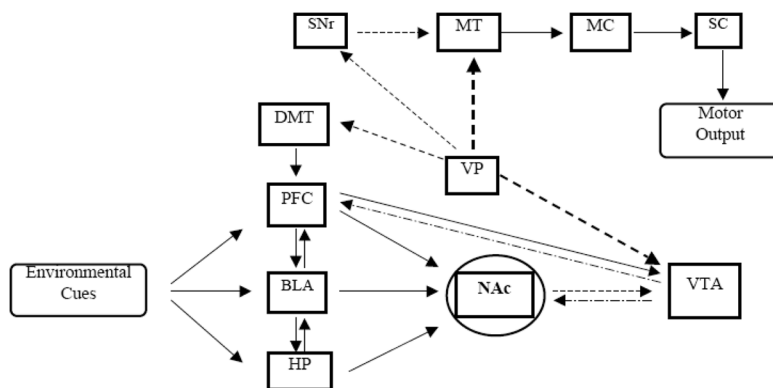 SNr
MT
MC
SC
DMT
Motor
Output
VP
PFC
Environmental
Cues
BLA
NAc
VTA
HP